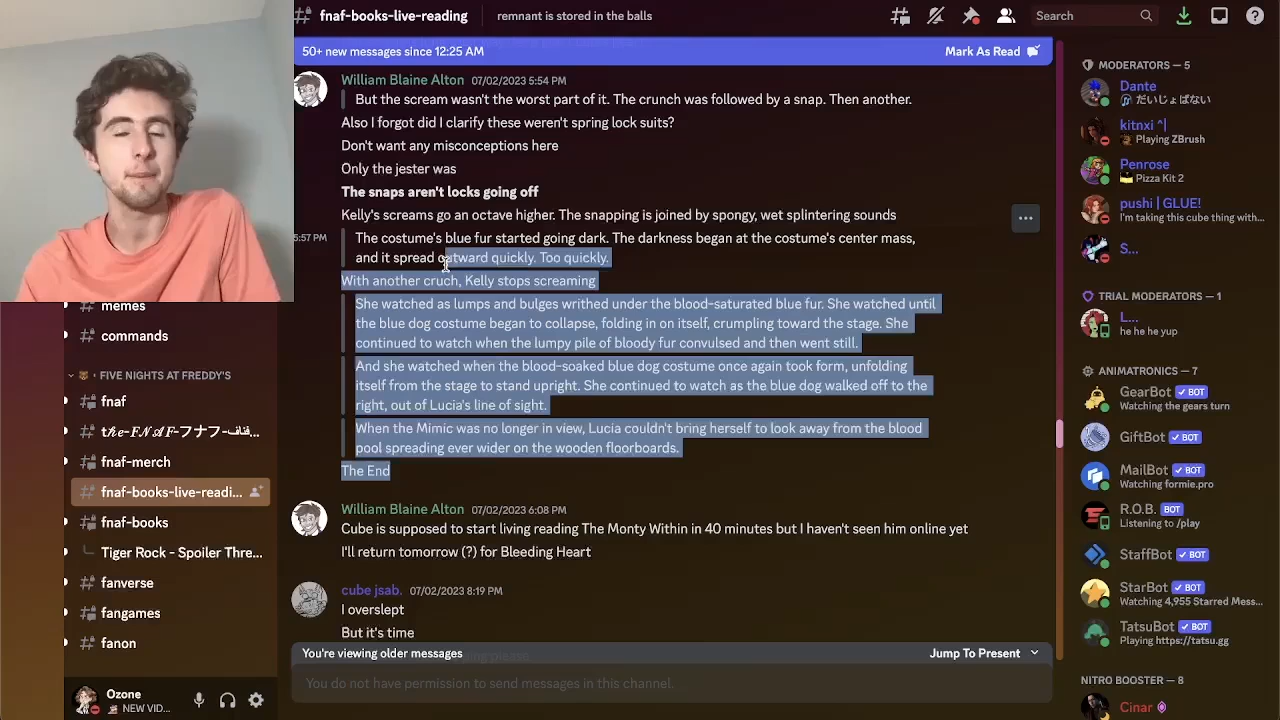 fnaf-books-live-reading
remnant is stored in the balls
Search
50+ new messages since 12:25 AM
Mark As Read
William Blaine Alton 07/02/2023 5:54 PM
But the scream wasn't the worst part of it. The crunch was followed by a snap. Then another.
Also I forgot did I clarify these weren't spring lock suits?
Don't want any misconceptions here
Only the jester was
The snaps aren't locks going off
Kelly's screams go an octave higher. The snapping is joined by spongy, wet splintering sounds
5:57 PM
The costume's blue fur started going dark. The darkness began at the costume's center mass,
and it spread outward quickly. Too quickly.
With another cruch, Kelly stops screaming
She watched as lumps and bulges writhed under the blood-saturated blue fur. She watched until
the blue dog costume began to collapse, folding in on itself, crumpling toward the stage. She
continued to watch when the lumpy pile of bloody fur convulsed and then went still.
And she watched when the blood-soaked blue dog costume once again took form, unfolding
itself from the stage to stand upright. She continued to watch as the blue dog walked off to the
right, out of Lucia's line of sight.
When the Mimic was no longer in view, Lucia couldn't bring herself to look away from the blood
pool spreading ever wider on the wooden floorboards.
The End
William Blaine Alton 07/02/2023 6:08 PM
Cube is supposed to start living reading The Monty Within in 40 minutes but I haven't seen him online yet
I'll return tomorrow (?) for Bleeding Heart
cube jsab. 07/02/2023 8:19 PM
I overslept
But it's time
You're viewing older messages
Jump To Present
You do not have permission to send messages in this channel.
memes
commands
FIVE NIGHTS AT FREDDY'S
fnaf
fnaf-merch
fnaf-books-live-readi...
fnaf-books
Tiger Rock - Spoiler Thre...
fanverse
fangames
fanon
Ozone
NEW VID...
MODERATORS — 5
Dante
だいじょばない
kitnxi ^|
Playing ZBrush
Penrose
Pizza Kit 2
pushi | GLUE!
I'm taking this cube thing w...
S...
TRIAL MODERATORS — 1
L...
he he he yup
ANIMATRONICS — 7
GearBot BOT
Watching the gears turn
GiftBot BOT
MailBot BOT
Watching formie.pro
R.O.B. BOT
Listening to /play
StaffBot BOT
StarBot BOT
Watching 4,955 Starred Mess...
TatsuBot BOT
Playing https://tatsu.gg
NITRO BOOSTER — 8
Cinar